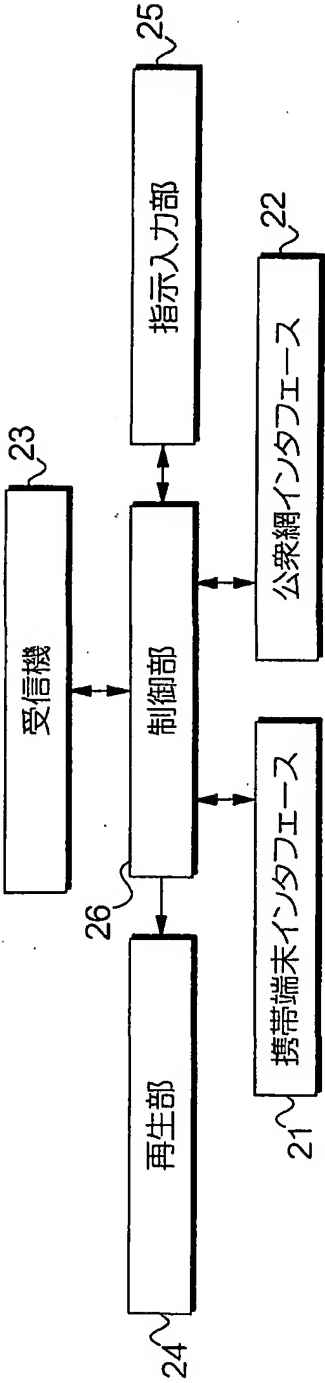 受信機
23
再生部
24
制御部
26
指示入力部
25
携帯端末インタフェース
21
公衆網インタフェース
22